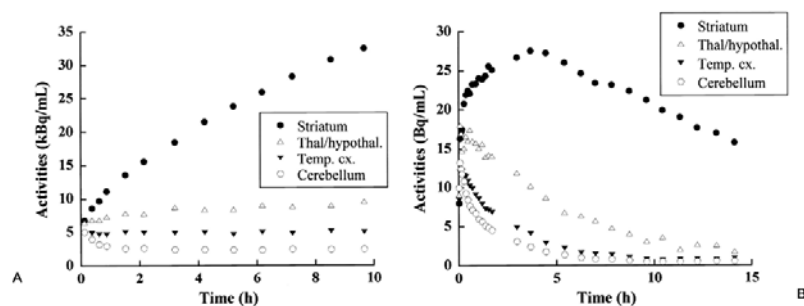 35
30
25
20
15
10
5
0
Activities (kBq/mL)
Striatum
Thal/hypothal.
Temp. cx.
Cerebellum
0 2 4 6 8 10
Time (h)
A
30
25
20
15
10
5
0
Activities (Bq/mL)
Striatum
Thal/hypothal.
Temp. cx.
Cerebellum
0 5 10 15
Time (h)
B